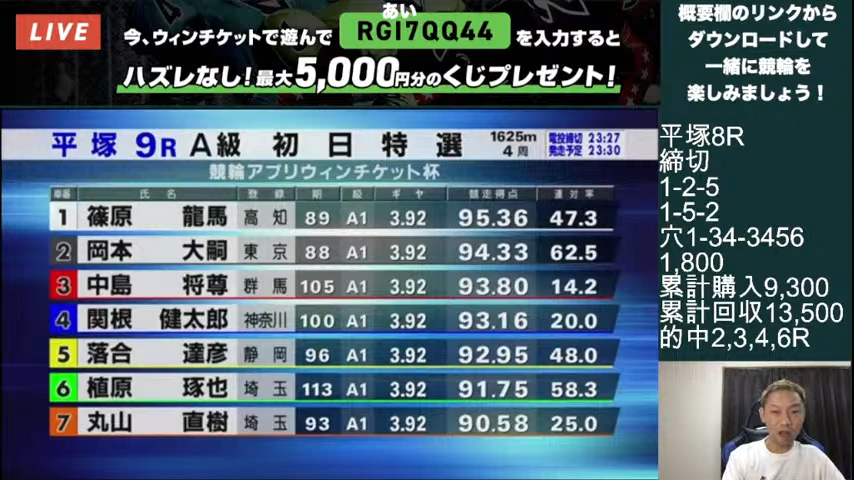 LIVE
あい
今、ウィンチケットで遊んで RGI7QQ44 を入力すると
ハズレなし!最大5,000円分のくじプレゼント!
概要欄のリンクから
ダウンロードして
一緒に競輪を
楽しみましょう!
平塚 9R A級 初日特選 1625m 4周 電投締切 23:27 発走予定 23:30
競輪アプリウィンチケット杯
車番 氏名 登録 期 級 ギヤ 競走得点 連対率
1 篠原 龍馬 高知 89 A1 3.92 95.36 47.3
2 岡本 大嗣 東京 88 A1 3.92 94.33 62.5
3 中島 将尊 群馬 105 A1 3.92 93.80 14.2
4 関根 健太郎 神奈川 100 A1 3.92 93.16 20.0
5 落合 達彦 静岡 96 A1 3.92 92.95 48.0
6 植原 琢也 埼玉 113 A1 3.92 91.75 58.3
7 丸山 直樹 埼玉 93 A1 3.92 90.58 25.0
平塚8R
締切
1-2-5
1-5-2
穴1-34-3456
1,800
累計購入9,300
累計回収13,500
的中2,3,4,6R